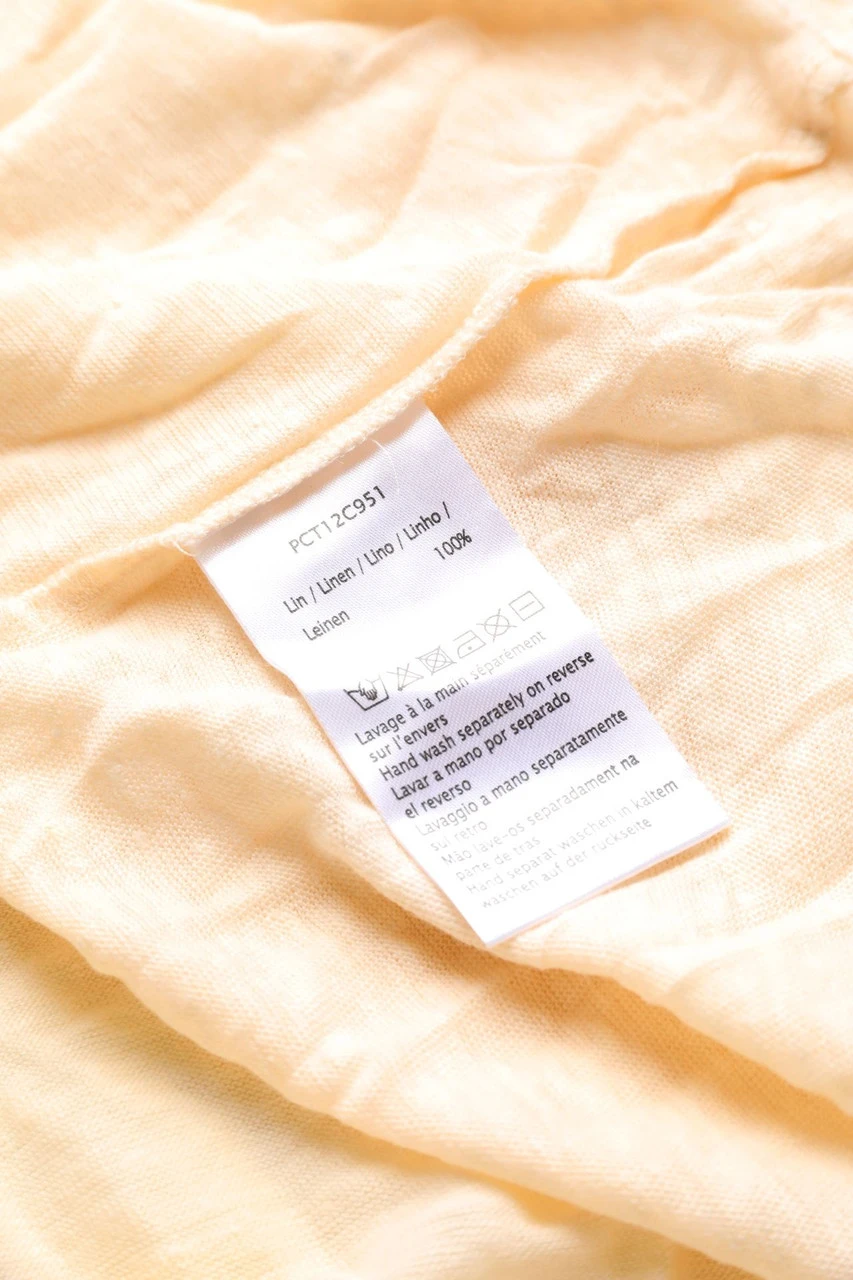 PCT12C951
Lin / Linen / Lino / Linho /
Leinen 100%
Lavage à la main séparément
sur l'envers
Hand wash separately on reverse
Lavar a mano por separado
el reverso
Lavaggio a mano separatamente
sul retro
Mão lave-os separadament na
parte de tras
Hand separat waschen in kaltem
waschen auf der ruckseite